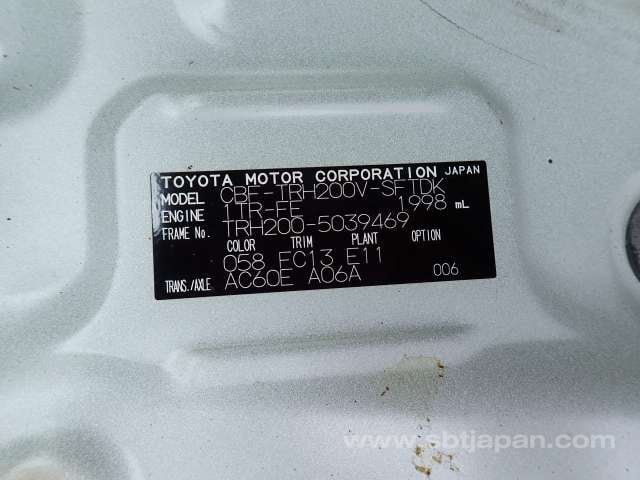 TOYOTA MOTOR CORPORATION JAPAN
MODEL CBF-TRH200V-SFTDK
ENGINE 1TR-FE 1998 mL
FRAME No. TRH200-5039469
COLOR TRIM PLANT OPTION
058 FC13 E11
TRANS./AXLE AC60E A06A 006
www.sbtjapan.com